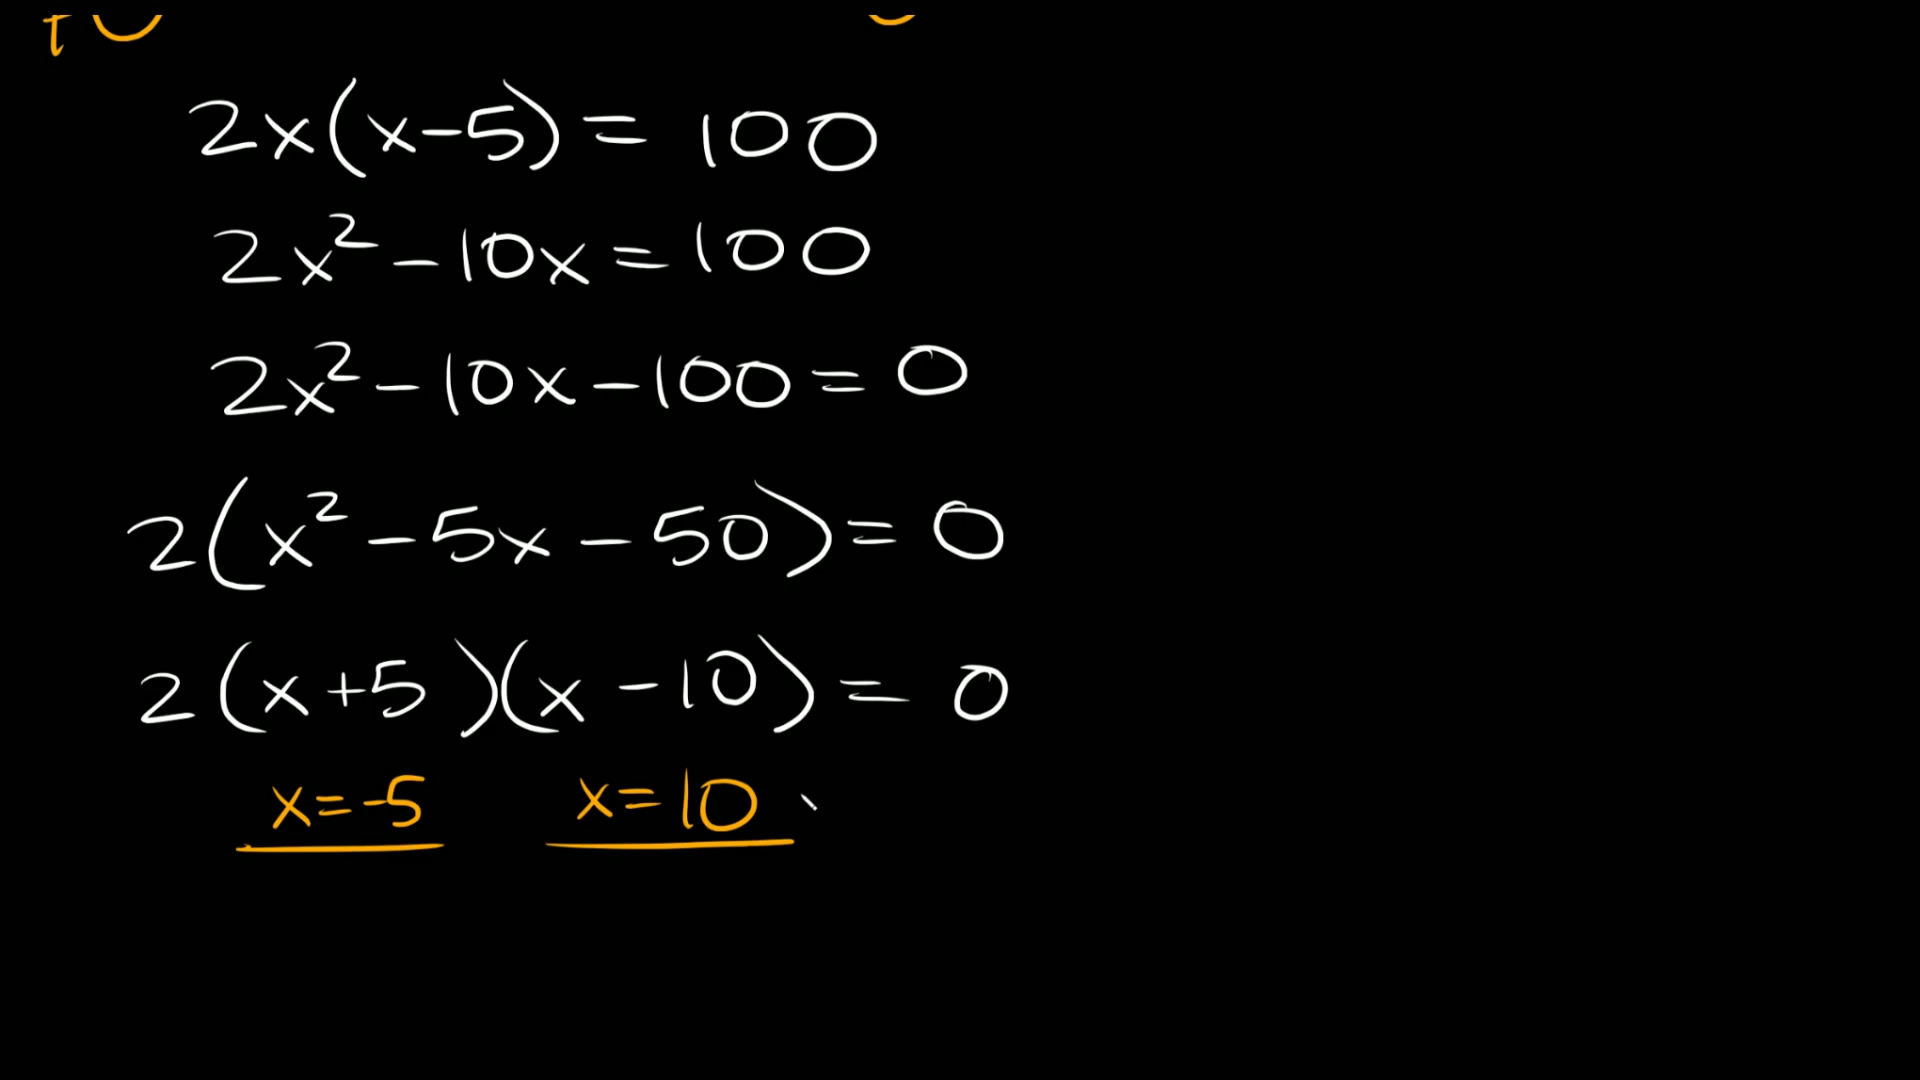 2x(x-5) = 100
2x² - 10x = 100
2x² - 10x - 100 = 0
2(x² - 5x - 50) = 0
2(x+5)(x - 10) = 0
x = -5 x = 10